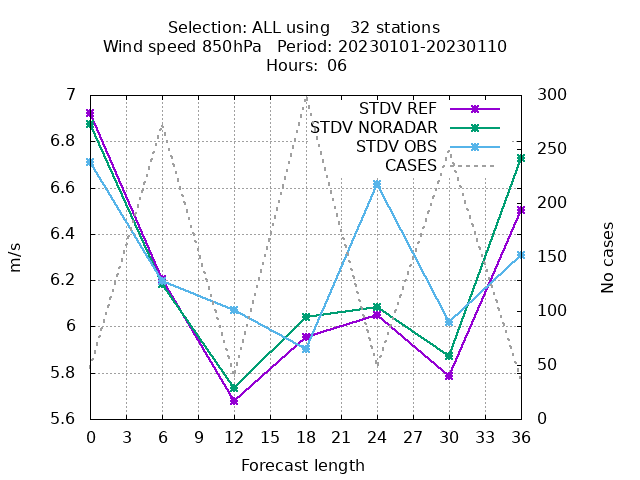 Selection: ALL using    32 stations
Wind speed 850hPa   Period: 20230101-20230110
Hours: 06
7
6.8
6.6
6.4
6.2
6
5.8
5.6
m/s
STDV REF
STDV NORADAR
STDV OBS
CASES
300
250
200
150
100
50
0
No cases
0 3 6 9 12 15 18 21 24 27 30 33 36
Forecast length